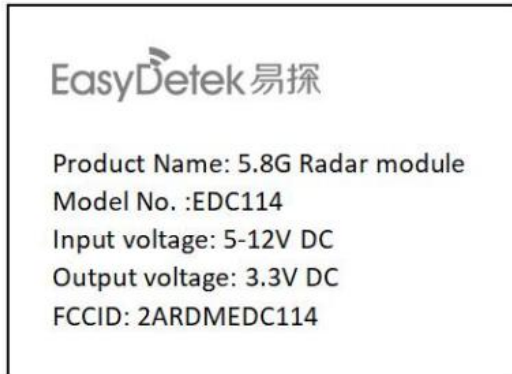 EasyDetek易探
Product Name: 5.8G Radar module
Model No. :EDC114
Input voltage: 5-12V DC
Output voltage: 3.3V DC
FCCID: 2ARDMEDC114